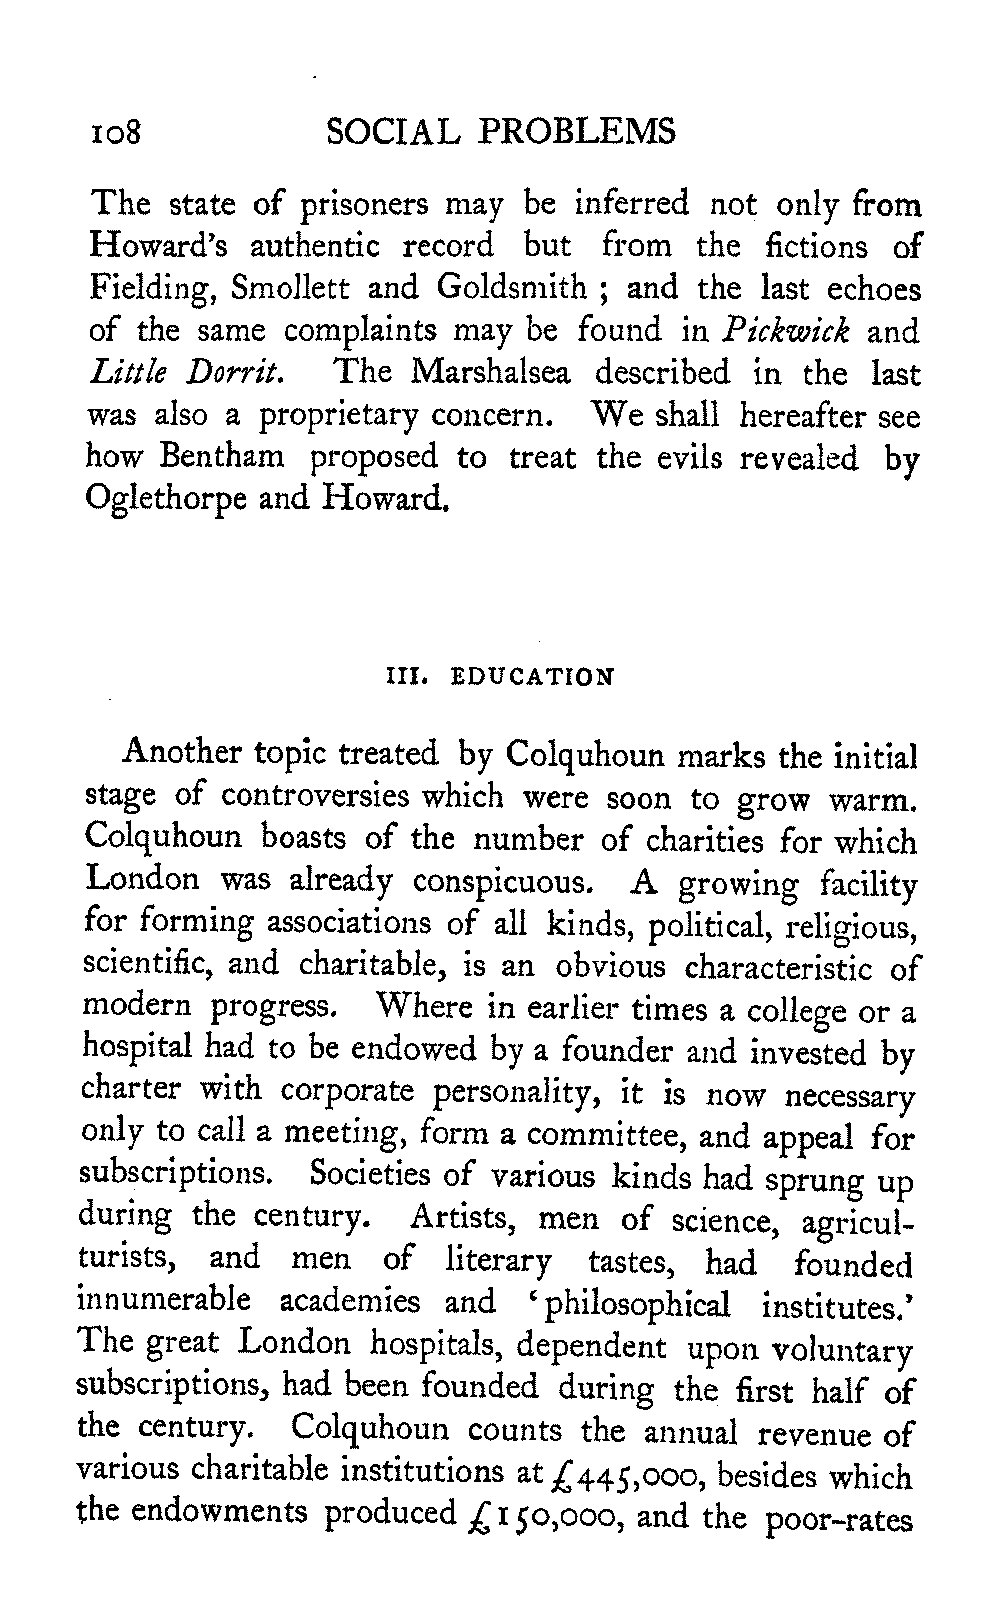 108 SOCIAL PROBLEMS
The state of prisoners may be inferred not only from
Howard's authentic record but from the fictions of
Fielding, Smollett and Goldsmith ; and the last echoes
of the same complaints may be found in Pickwick and
Little Dorrit. The Marshalsea described in the last
was also a proprietary concern. We shall hereafter see
how Bentham proposed to treat the evils revealed by
Oglethorpe and Howard.
III. EDUCATION
Another topic treated by Colquhoun marks the initial
stage of controversies which were soon to grow warm.
Colquhoun boasts of the number of charities for which
London was already conspicuous. A growing facility
for forming associations of all kinds, political, religious,
scientific, and charitable, is an obvious characteristic of
modern progress. Where in earlier times a college or a
hospital had to be endowed by a founder and invested by
charter with corporate personality, it is now necessary
only to call a meeting, form a committee, and appeal for
subscriptions. Societies of various kinds had sprung up
during the century. Artists, men of science, agricul-
turists, and men of literary tastes, had founded
innumerable academies and ‘philosophical institutes.’
The great London hospitals, dependent upon voluntary
subscriptions, had been founded during the first half of
the century. Colquhoun counts the annual revenue of
various charitable institutions at £445,000, besides which
the endowments produced £150,000, and the poor-rates